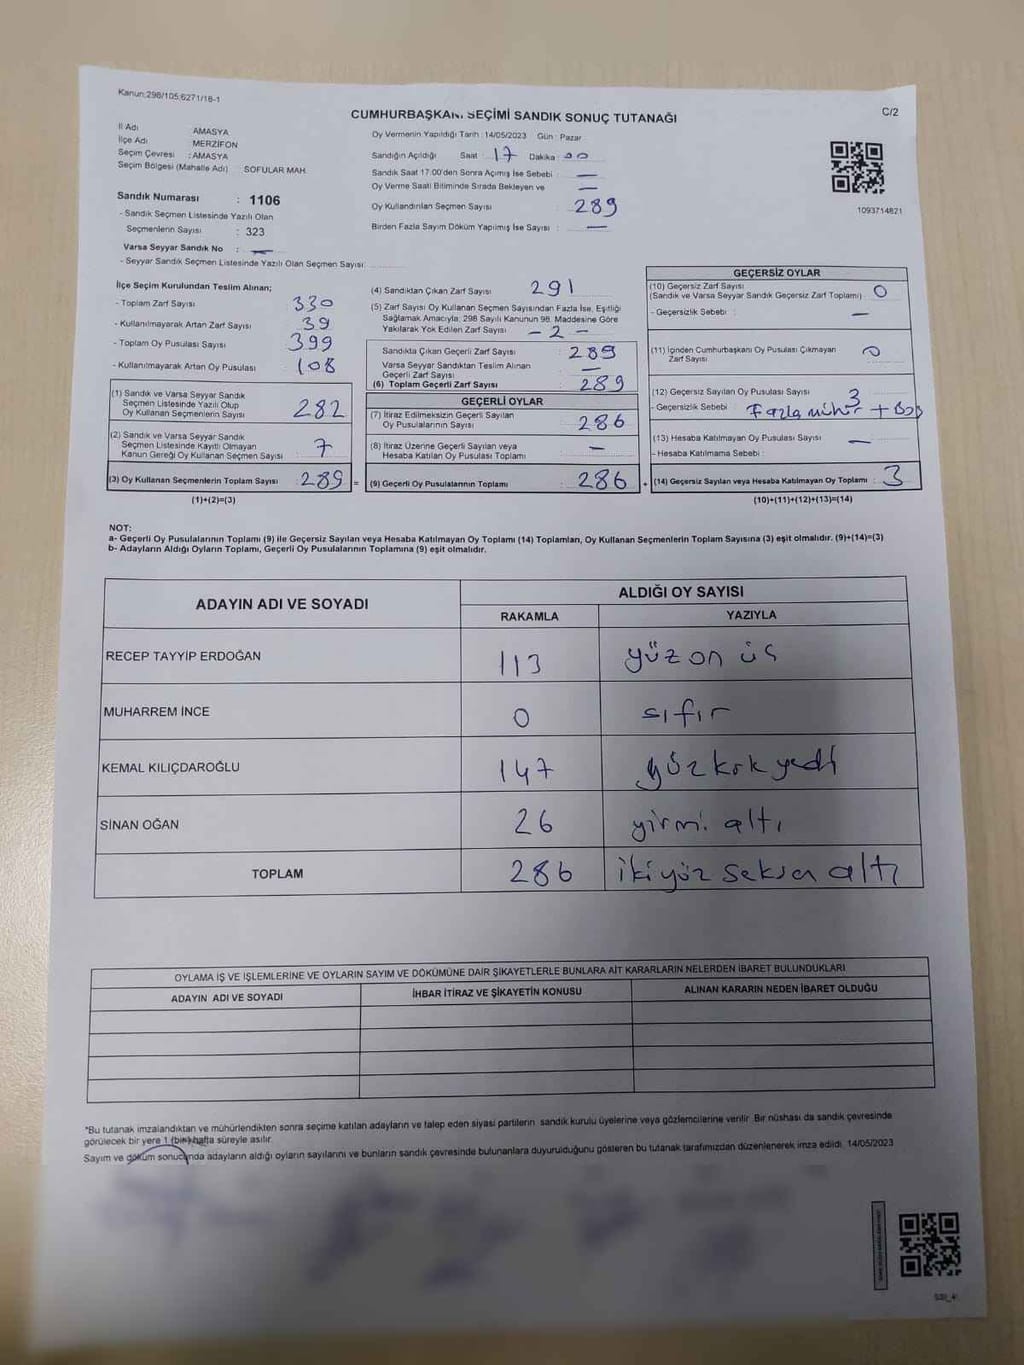 Kanun:298/105;6271/18-1
C/2
CUMHURBAŞKANI SEÇİMİ SANDIK SONUÇ TUTANAĞI
İl Adı AMASYA
İlçe Adı MERZİFON
Seçim Çevresi : AMASYA
Seçim Bölgesi (Mahalle Adı) SOFULAR MAH.
Sandık Numarası : 1106
- Sandık Seçmen Listesinde Yazılı Olan
Seçmenlerin Sayısı : 323
Varsa Seyyar Sandık No : —
- Seyyar Sandık Seçmen Listesinde Yazılı Olan Seçmen Sayısı:
Oy Vermenin Yapıldığı Tarih : 14/05/2023 Gün : Pazar
Sandığın Açıldığı Saat : 17 Dakika : 00
Sandık Saat 17:00'den Sonra Açımış İse Sebebi : —
Oy Verme Saati Bitiminde Sırada Bekleyen ve —
Oy Kullandırılan Seçmen Sayısı 289
Birden Fazla Sayım Döküm Yapılmış İse Sayısı : —
1093714821
İlçe Seçim Kurulundan Teslim Alınan;
- Toplam Zarf Sayısı 330
- Kullanılmayarak Artan Zarf Sayısı : 39
- Toplam Oy Pusulası Sayısı : 399
- Kullanılmayarak Artan Oy Pusulası : 108
(1) Sandık ve Varsa Seyyar Sandık
Seçmen Listesinde Yazılı Olup
Oy Kullanan Seçmenlerin Sayısı : 282
(2) Sandık ve Varsa Seyyar Sandık
Seçmen Listesinde Kayıtlı Olmayan
Kanun Gereği Oy Kullanan Seçmen Sayısı : 7
(3) Oy Kullanan Seçmenlerin Toplam Sayısı : 289 =
(1)+(2)=(3)
(4) Sandıktan Çıkan Zarf Sayısı : 291
(5) Zarf Sayısı Oy Kullanan Seçmen Sayısından Fazla İse, Eşitliği
Sağlamak Amacıyla; 298 Sayılı Kanunun 98. Maddesine Göre
Yakılarak Yok Edilen Zarf Sayısı : - 2 -
Sandıkta Çıkan Geçerli Zarf Sayısı : 289
Varsa Seyyar Sandıktan Teslim Alınan
Geçerli Zarf Sayısı : —
(6) Toplam Geçerli Zarf Sayısı : 289
GEÇERLİ OYLAR
(7) İtiraz Edilmeksizin Geçerli Sayılan
Oy Pusulalarının Sayısı : 286
(8) İtiraz Üzerine Geçerli Sayılan veya
Hesaba Katılan Oy Pusulası Toplamı : —
(9) Geçerli Oy Pusulalarının Toplamı : 286 +
GEÇERSİZ OYLAR
(10) Geçersiz Zarf Sayısı
(Sandık ve Varsa Seyyar Sandık Geçersiz Zarf Toplamı) : 0
- Geçersizlik Sebebi : —
(11) İçinden Cumhurbaşkanı Oy Pusulası Çıkmayan
Zarf Sayısı : 0
(12) Geçersiz Sayılan Oy Pusulası Sayısı : 3
- Geçersizlik Sebebi : Fazla mühür +
(13) Hesaba Katılmayan Oy Pusulası Sayısı : —
- Hesaba Katılmama Sebebi :
(14) Geçersiz Sayılan veya Hesaba Katılmayan Oy Toplamı : 3
(10)+(11)+(12)+(13)=(14)
NOT:
a- Geçerli Oy Pusulalarının Toplamı (9) ile Geçersiz Sayılan veya Hesaba Katılmayan Oy Toplamı (14) Toplamları, Oy Kullanan Seçmenlerin Toplam Sayısına (3) eşit olmalıdır. (9)+(14)=(3)
b- Adayların Aldığı Oyların Toplamı, Geçerli Oy Pusulalarının Toplamına (9) eşit olmalıdır.
ADAYIN ADI VE SOYADI ALDIĞI OY SAYISI
RAKAMLA YAZIYLA
RECEP TAYYİP ERDOĞAN 113 yüz on üç
MUHARREM İNCE 0 sıfır
KEMAL KILIÇDAROĞLU 147 yüz kırk yedi
SİNAN OĞAN 26 yirmi altı
TOPLAM 286 ikiyüz seksen altı
OYLAMA İŞ VE İŞLEMLERİNE VE OYLARIN SAYIM VE DÖKÜMÜNE DAİR ŞİKAYETLERLE BUNLARA AİT KARARLARIN NELERDEN İBARET BULUNDUKLARI
ADAYIN ADI VE SOYADI İHBAR İTİRAZ VE ŞİKAYETİN KONUSU ALINAN KARARIN NEDEN İBARET OLDUĞU
*Bu tutanak imzalandıktan ve mühürlendikten sonra seçime katılan adayların ve talep eden siyasi partilerin sandık kurulu üyelerine veya gözlemcilerine verilir. Bir nüshası da sandık çevresinde
görülecek bir yere 1 (bir) hafta süreyle asılır.
Sayım ve döküm sonucunda adayların aldığı oyların sayılarını ve bunların sandık çevresinde bulunanlara duyurulduğunu gösteren bu tutanak tarafımızdan düzenlenerek imza edildi. 14/05/2023